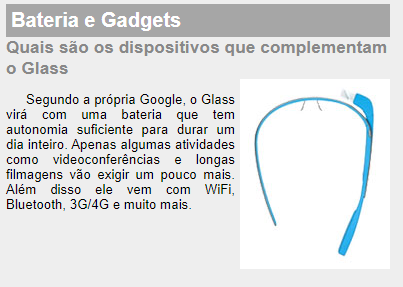 Bateria e Gadgets
Quais são os dispositivos que complementam
o Glass
Segundo a própria Google, o Glass
virá com uma bateria que tem
autonomia suficiente para durar um
dia inteiro. Apenas algumas atividades
como videoconferências e longas
filmagens vão exigir um pouco mais.
Além disso ele vem com WiFi,
Bluetooth, 3G/4G e muito mais.